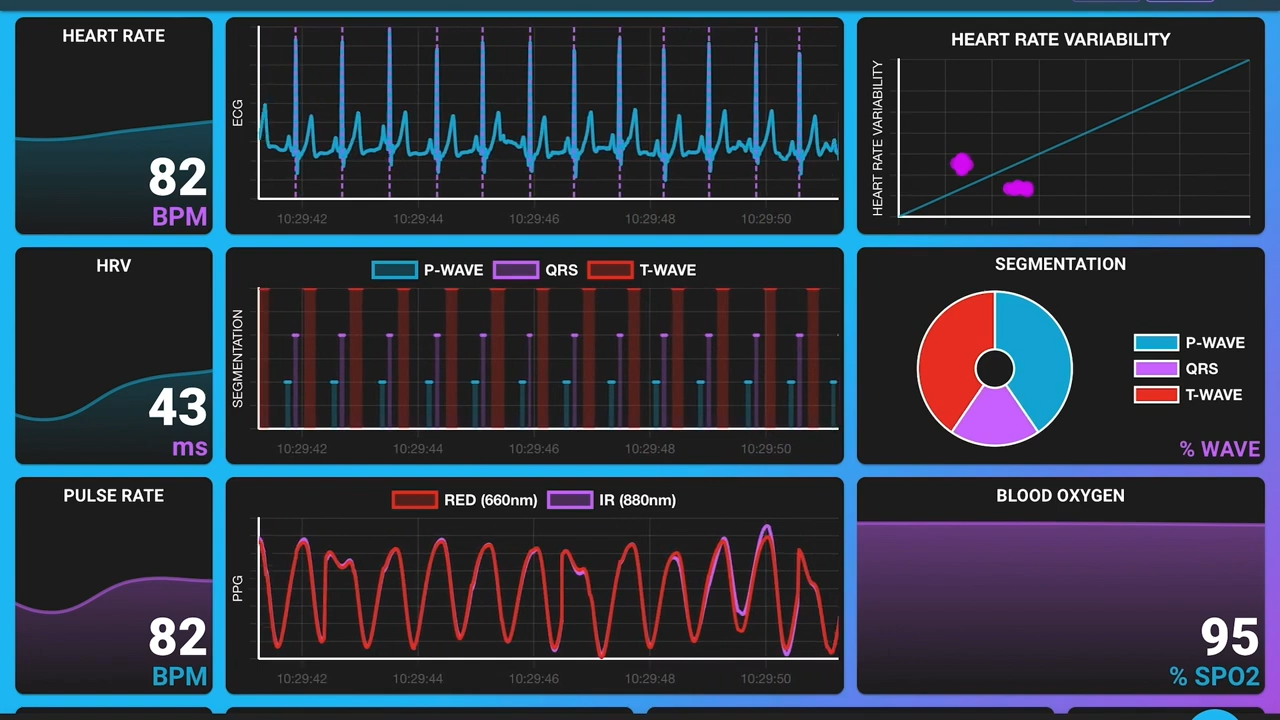 HEART RATE
82
BPM
ECG
10:29:42 10:29:44 10:29:46 10:29:48 10:29:50
HEART RATE VARIABILITY
HEART RATE VARIABILITY
HRV
43
ms
P-WAVE QRS T-WAVE
SEGMENTATION
10:29:42 10:29:44 10:29:46 10:29:48 10:29:50
SEGMENTATION
P-WAVE
QRS
T-WAVE
% WAVE
PULSE RATE
82
BPM
RED (660nm) IR (880nm)
PPG
10:29:42 10:29:44 10:29:46 10:29:48 10:29:50
BLOOD OXYGEN
95
% SPO2